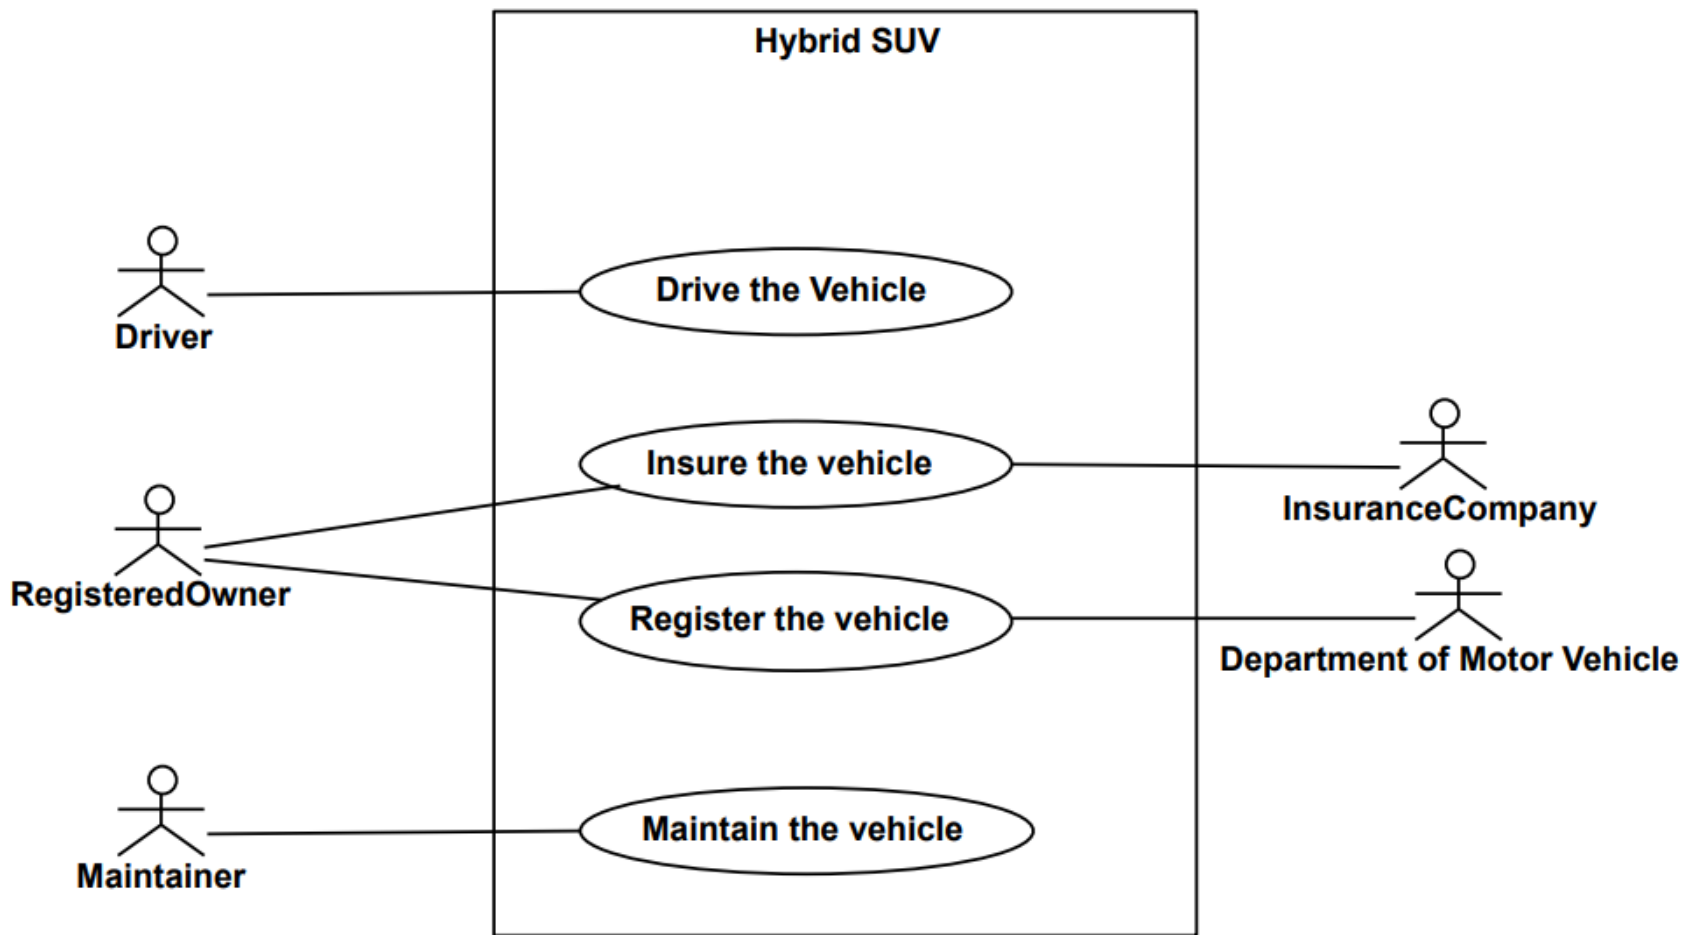 Hybrid SUV
Drive the Vehicle
Driver
Insure the vehicle
InsuranceCompany
RegisteredOwner
Register the vehicle
Department of Motor Vehicle
Maintain the vehicle
Maintainer